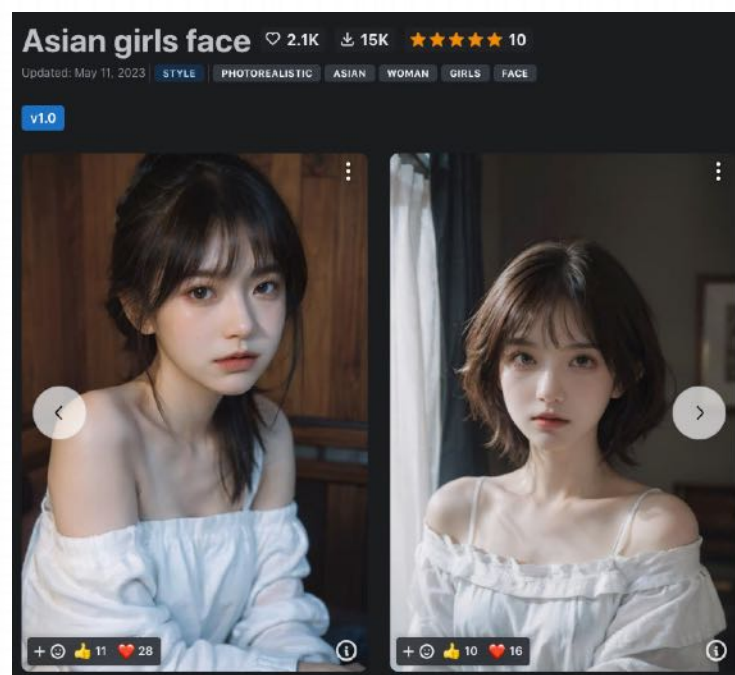 Asian girls face 2.1K 15K 10
Updated: May 11, 2023 STYLE PHOTOREALISTIC ASIAN WOMAN GIRLS FACE
v1.0
+ 11 28 + 10 16